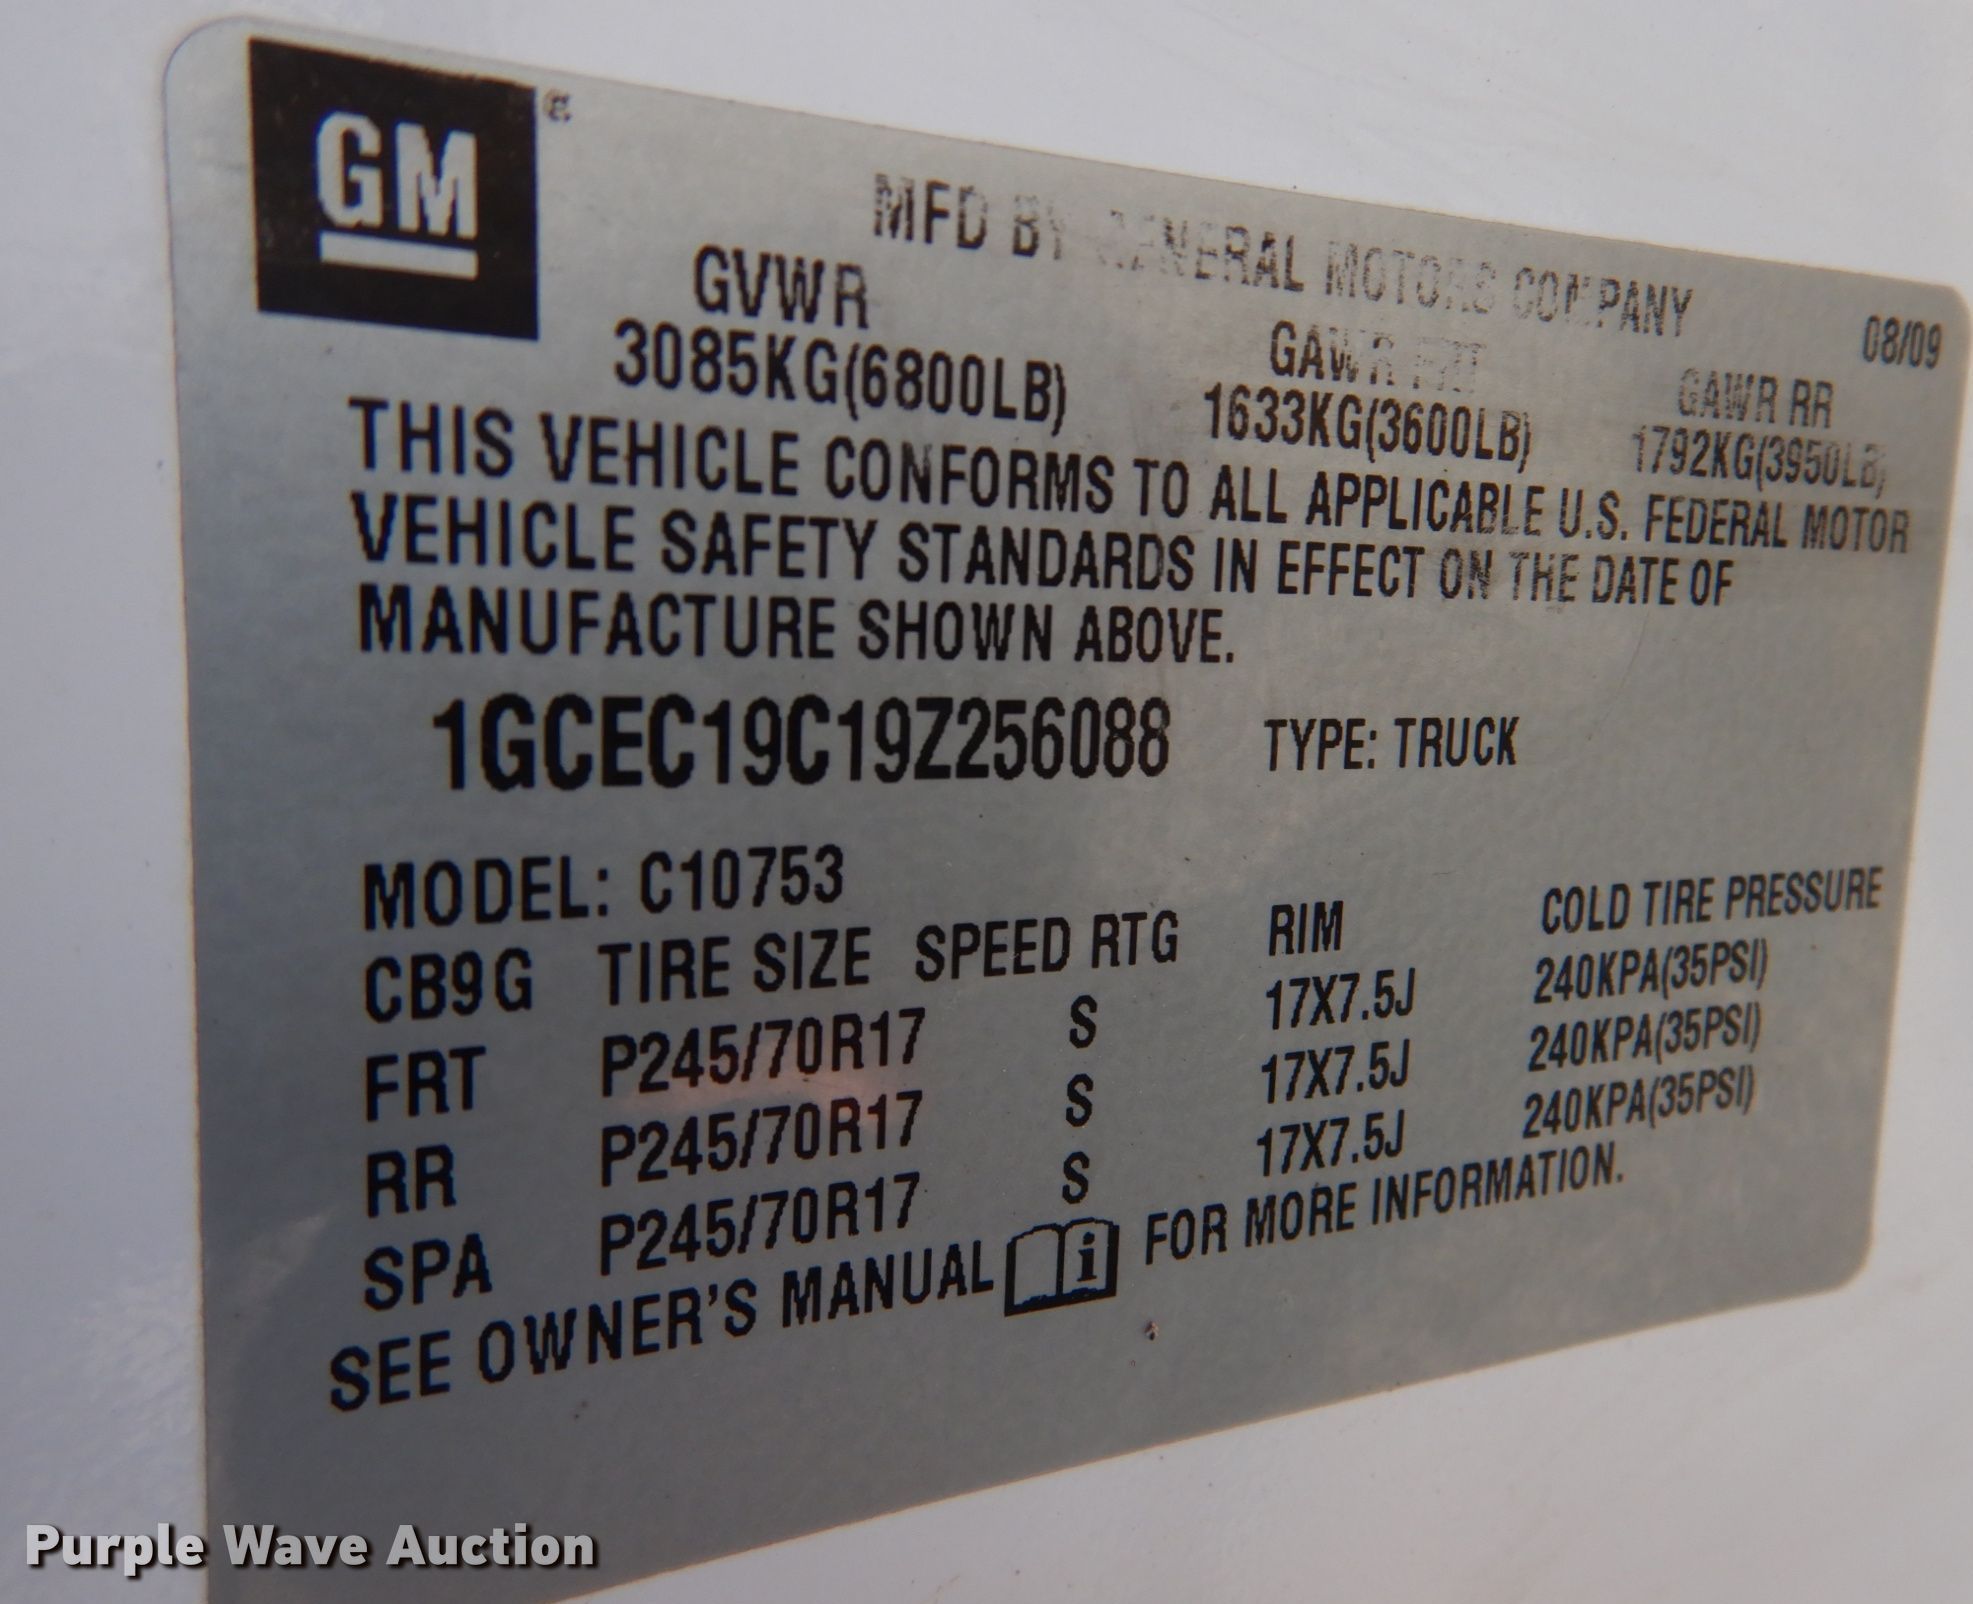 GM
MFD BY GENERAL MOTORS COMPANY
08/09
GVWR GAWR FRT GAWR RR
3085KG(6800LB) 1633KG(3600LB) 1792KG(3950LB)
THIS VEHICLE CONFORMS TO ALL APPLICABLE U.S. FEDERAL MOTOR
VEHICLE SAFETY STANDARDS IN EFFECT ON THE DATE OF
MANUFACTURE SHOWN ABOVE.
1GCEC19C19Z256088 TYPE: TRUCK
MODEL: C10753
CB9G TIRE SIZE SPEED RTG RIM COLD TIRE PRESSURE
FRT P245/70R17 S 17X7.5J 240KPA(35PSI)
RR P245/70R17 S 17X7.5J 240KPA(35PSI)
SPA P245/70R17 S 17X7.5J 240KPA(35PSI)
SEE OWNER'S MANUAL i FOR MORE INFORMATION.
Purple Wave Auction